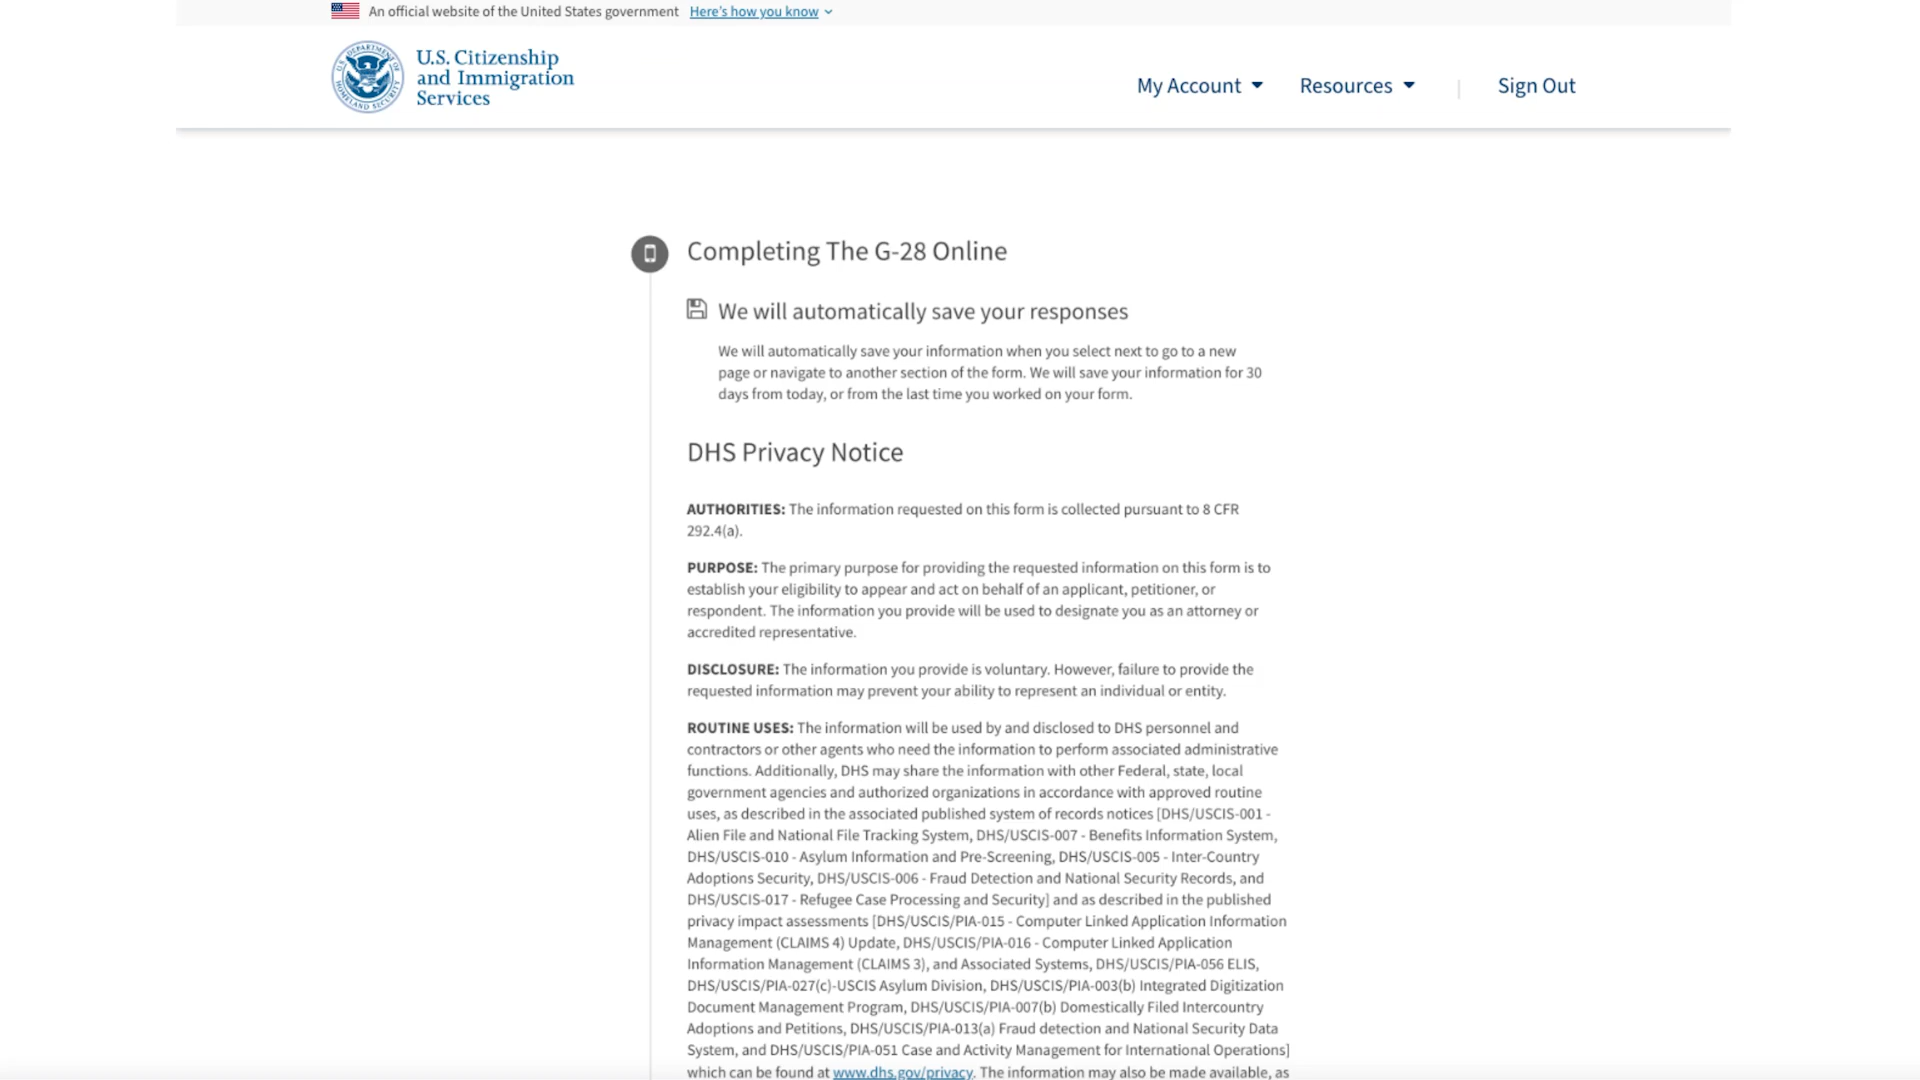 An official website of the United States government Here's how you know
U.S. Citizenship
and Immigration
Services
My Account Resources | Sign Out
Completing The G-28 Online
We will automatically save your responses
We will automatically save your information when you select next to go to a new
page or navigate to another section of the form. We will save your information for 30
days from today, or from the last time you worked on your form.
DHS Privacy Notice
AUTHORITIES: The information requested on this form is collected pursuant to 8 CFR
292.4(a).
PURPOSE: The primary purpose for providing the requested information on this form is to
establish your eligibility to appear and act on behalf of an applicant, petitioner, or
respondent. The information you provide will be used to designate you as an attorney or
accredited representative.
DISCLOSURE: The information you provide is voluntary. However, failure to provide the
requested information may prevent your ability to represent an individual or entity.
ROUTINE USES: The information will be used by and disclosed to DHS personnel and
contractors or other agents who need the information to perform associated administrative
functions. Additionally, DHS may share the information with other Federal, state, local
government agencies and authorized organizations in accordance with approved routine
uses, as described in the associated published system of records notices [DHS/USCIS-001 -
Alien File and National File Tracking System, DHS/USCIS-007 - Benefits Information System,
DHS/USCIS-010 - Asylum Information and Pre-Screening, DHS/USCIS-005 - Inter-Country
Adoptions Security, DHS/USCIS-006 - Fraud Detection and National Security Records, and
DHS/USCIS-017 - Refugee Case Processing and Security] and as described in the published
privacy impact assessments [DHS/USCIS/PIA-015 - Computer Linked Application Information
Management (CLAIMS 4) Update, DHS/USCIS/PIA-016 - Computer Linked Application
Information Management (CLAIMS 3), and Associated Systems, DHS/USCIS/PIA-056 ELIS,
DHS/USCIS/PIA-027(c)-USCIS Asylum Division, DHS/USCIS/PIA-003(b) Integrated Digitization
Document Management Program, DHS/USCIS/PIA-007(b) Domestically Filed Intercountry
Adoptions and Petitions, DHS/USCIS/PIA-013(a) Fraud detection and National Security Data
System, and DHS/USCIS/PIA-051 Case and Activity Management for International Operations]
which can be found at www.dhs.gov/privacy. The information may also be made available, as